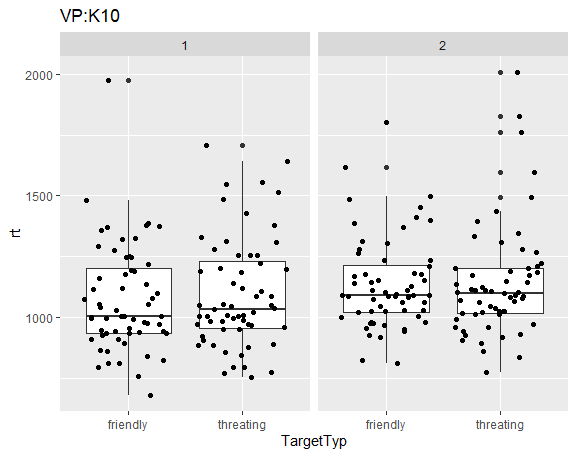 VP:K10
1
2
rt
2000
1500
1000
friendly
threating
friendly
threating
TargetTyp